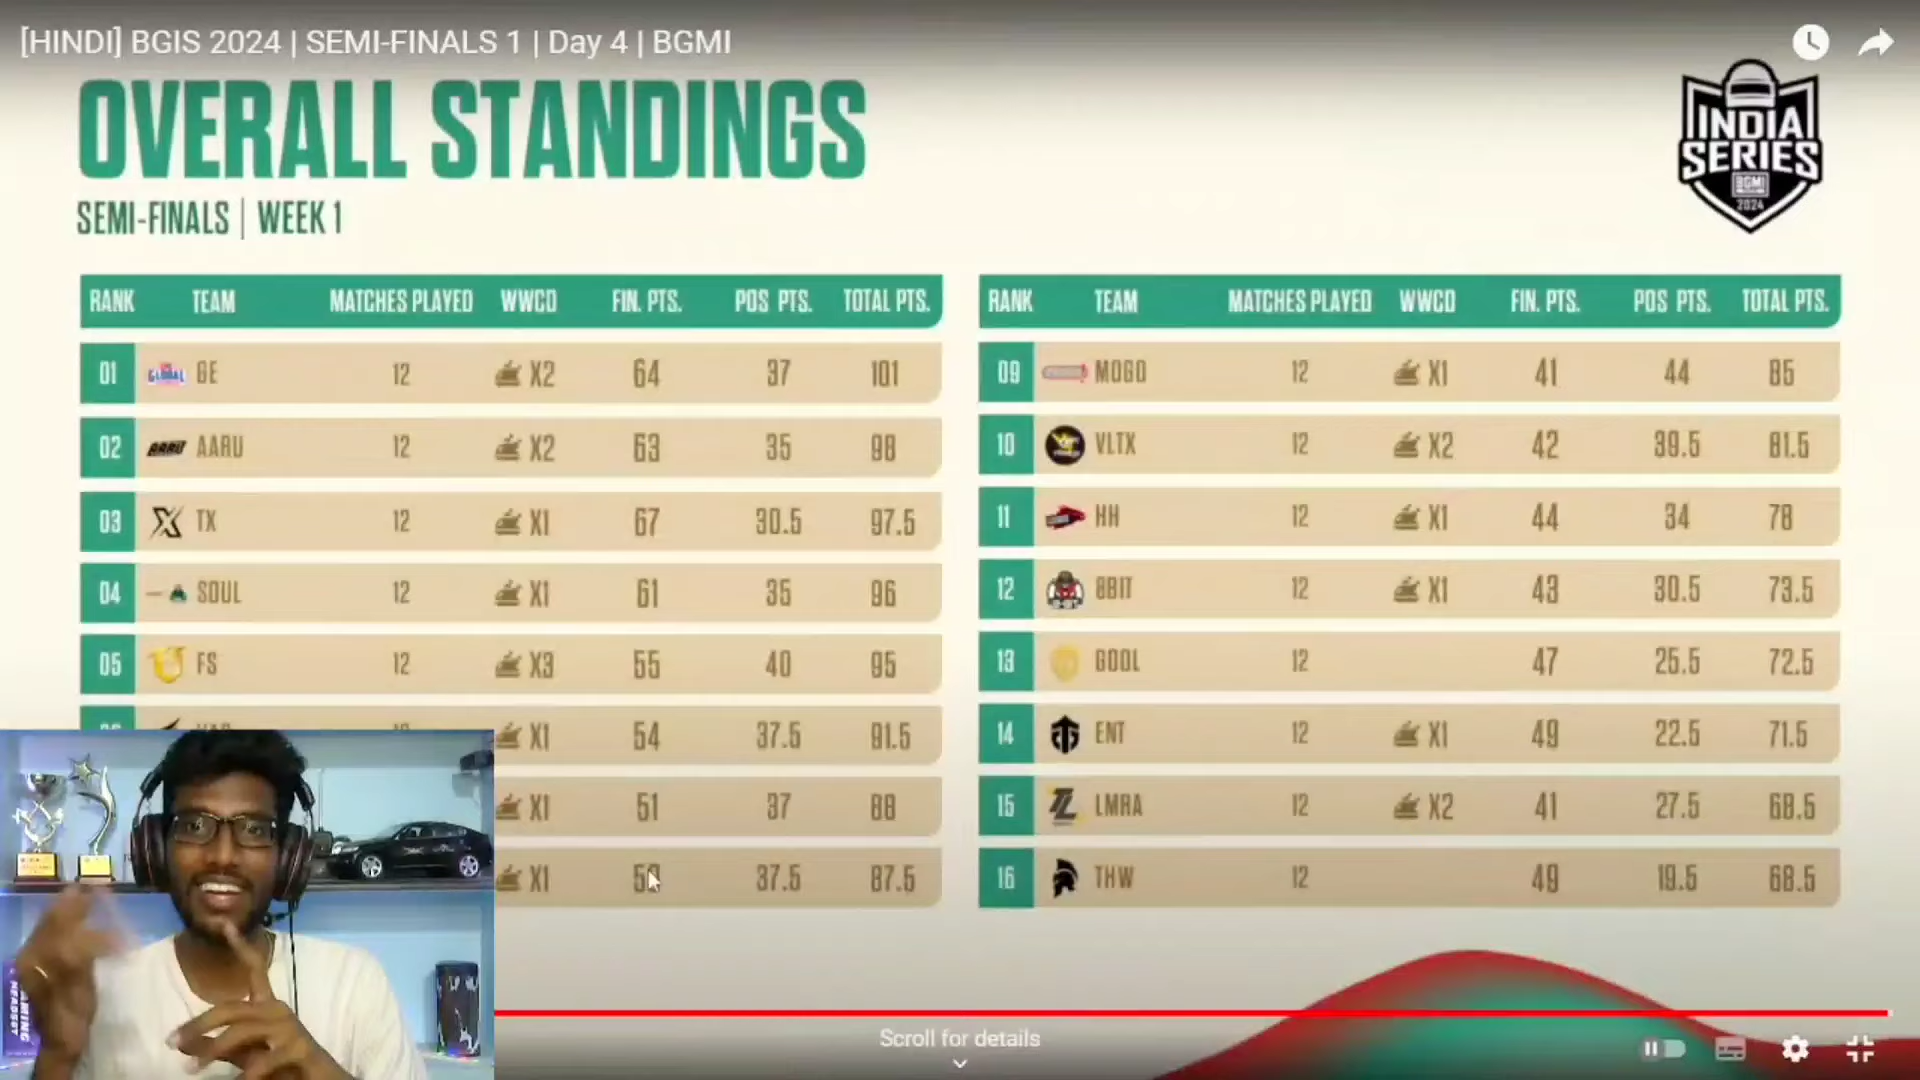 [HINDI] BGIS 2024 | SEMI-FINALS 1 | Day 4 | BGMI
OVERALL STANDINGS
SEMI-FINALS | WEEK 1
INDIA
SERIES
BGMI
2024
RANK TEAM MATCHES PLAYED WWCD FIN. PTS. POS PTS. TOTAL PTS.
01 GLOBAL GE 12 X2 64 37 101
02 AARU AARU 12 X2 63 35 98
03 TX 12 X1 67 30.5 97.5
04 SOUL 12 X1 61 35 96
05 FS 12 X3 55 40 95
X1 54 37.5 91.5
X1 51 37 88
X1 37.5 87.5
RANK TEAM MATCHES PLAYED WWCD FIN. PTS. POS PTS. TOTAL PTS.
09 MOGO 12 X1 41 44 85
10 VLTX 12 X2 42 39.5 81.5
11 HH 12 X1 44 34 78
12 8BIT 12 X1 43 30.5 73.5
13 GODL 12 47 25.5 72.5
14 ENT 12 X1 49 22.5 71.5
15 LMRA 12 X2 41 27.5 68.5
16 THW 12 49 19.5 68.5
Scroll for details